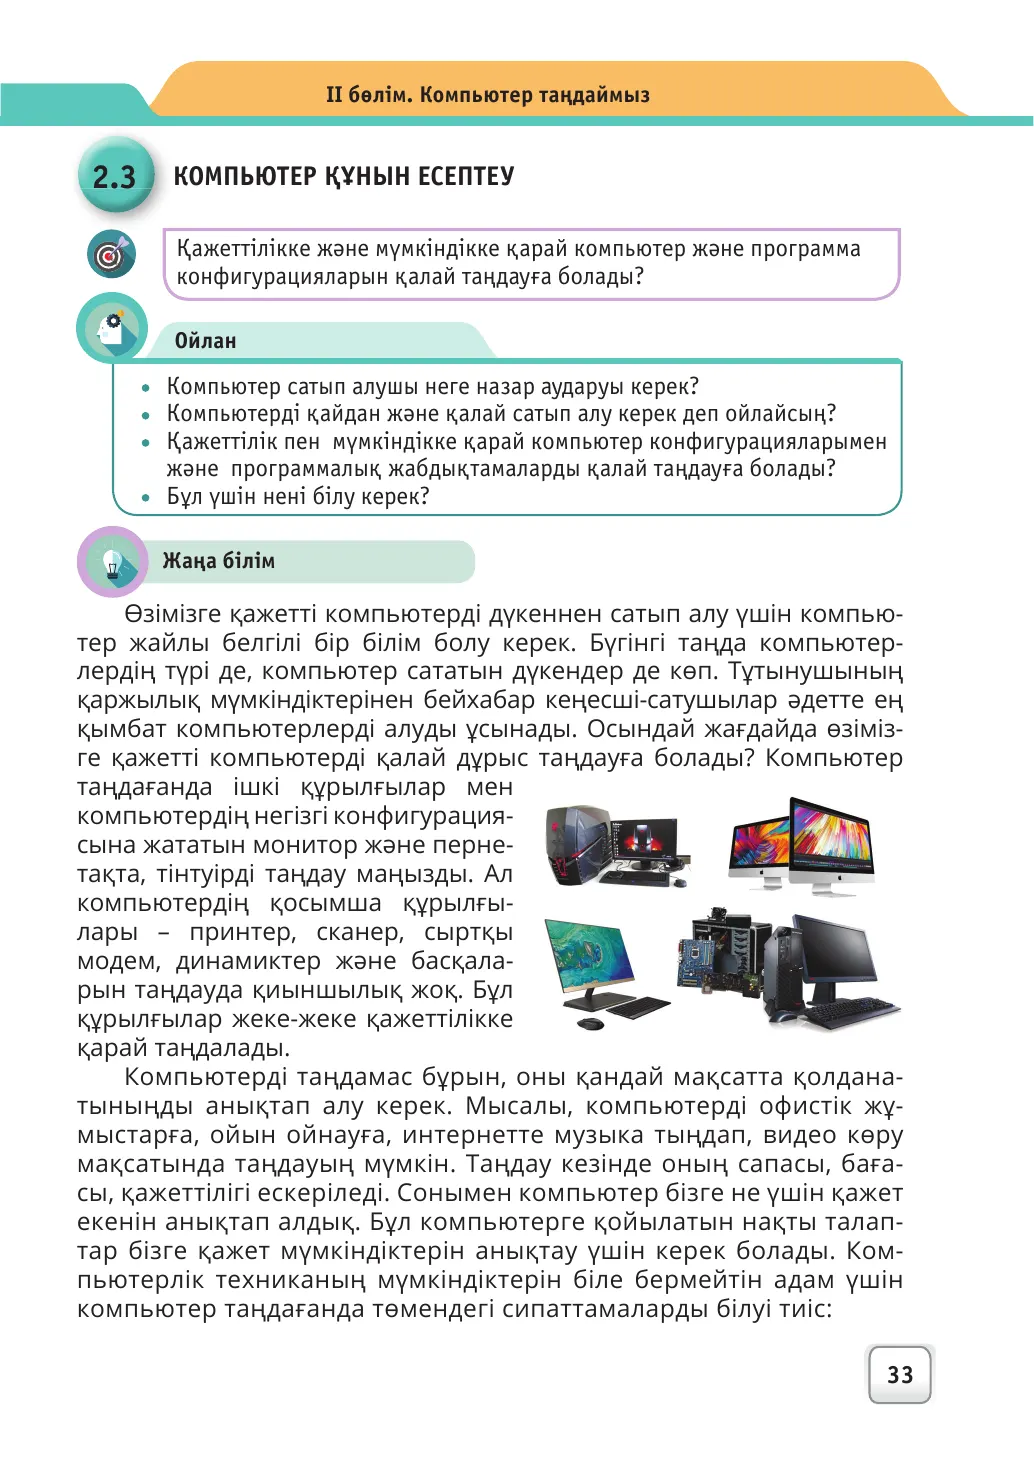 II бөлім. Компьютер таңдаймыз
2.3
КОМПЬЮТЕР ҚҰНЫН ЕСЕПТЕУ
Қажеттілікке және мүмкіндікке қарай компьютер және программа
конфигурацияларын қалай таңдауға болады?
Ойлан
• Компьютер сатып алушы неге назар аударуы керек?
• Компьютерді қайдан және қалай сатып алу керек деп ойлайсың?
• Қажеттілік пен мүмкіндікке қарай компьютер конфигурацияларымен
және программалық жабдықтамаларды қалай таңдауға болады?
• Бұл үшін нені білу керек?
Жаңа білім
Өзімізге қажетті компьютерді дүкеннен сатып алу үшін компью-
тер жайлы белгілі бір білім болу керек. Бүгінгі таңда компьютер-
лердің түрі де, компьютер сататын дүкендер де көп. Тұтынушының
қаржылық мүмкіндіктерінен бейхабар кеңесші-сатушылар әдетте ең
қымбат компьютерлерді алуды ұсынады. Осындай жағдайда өзіміз-
ге қажетті компьютерді қалай дұрыс таңдауға болады? Компьютер
таңдағанда ішкі құрылғылар мен
компьютердің негізгі конфигурация-
сына жататын монитор және перне-
тақта, тінтуірді таңдау маңызды. Ал
компьютердің қосымша құрылғы-
лары – принтер, сканер, сыртқы
модем, динамиктер және басқала-
рын таңдауда қиыншылық жоқ. Бұл
құрылғылар жеке-жеке қажеттілікке
қарай таңдалады.
Компьютерді таңдамас бұрын, оны қандай мақсатта қолдана-
тыныңды анықтап алу керек. Мысалы, компьютерді офистік жұ-
мыстарға, ойын ойнауға, интернетте музыка тыңдап, видео көру
мақсатында таңдауың мүмкін. Таңдау кезінде оның сапасы, баға-
сы, қажеттілігі ескеріледі. Сонымен компьютер бізге не үшін қажет
екенін анықтап алдық. Бұл компьютерге қойылатын нақты талап-
тар бізге қажет мүмкіндіктерін анықтау үшін керек болады. Ком-
пьютерлік техниканың мүмкіндіктерін біле бермейтін адам үшін
компьютер таңдағанда төмендегі сипаттамаларды білуі тиіс:
33